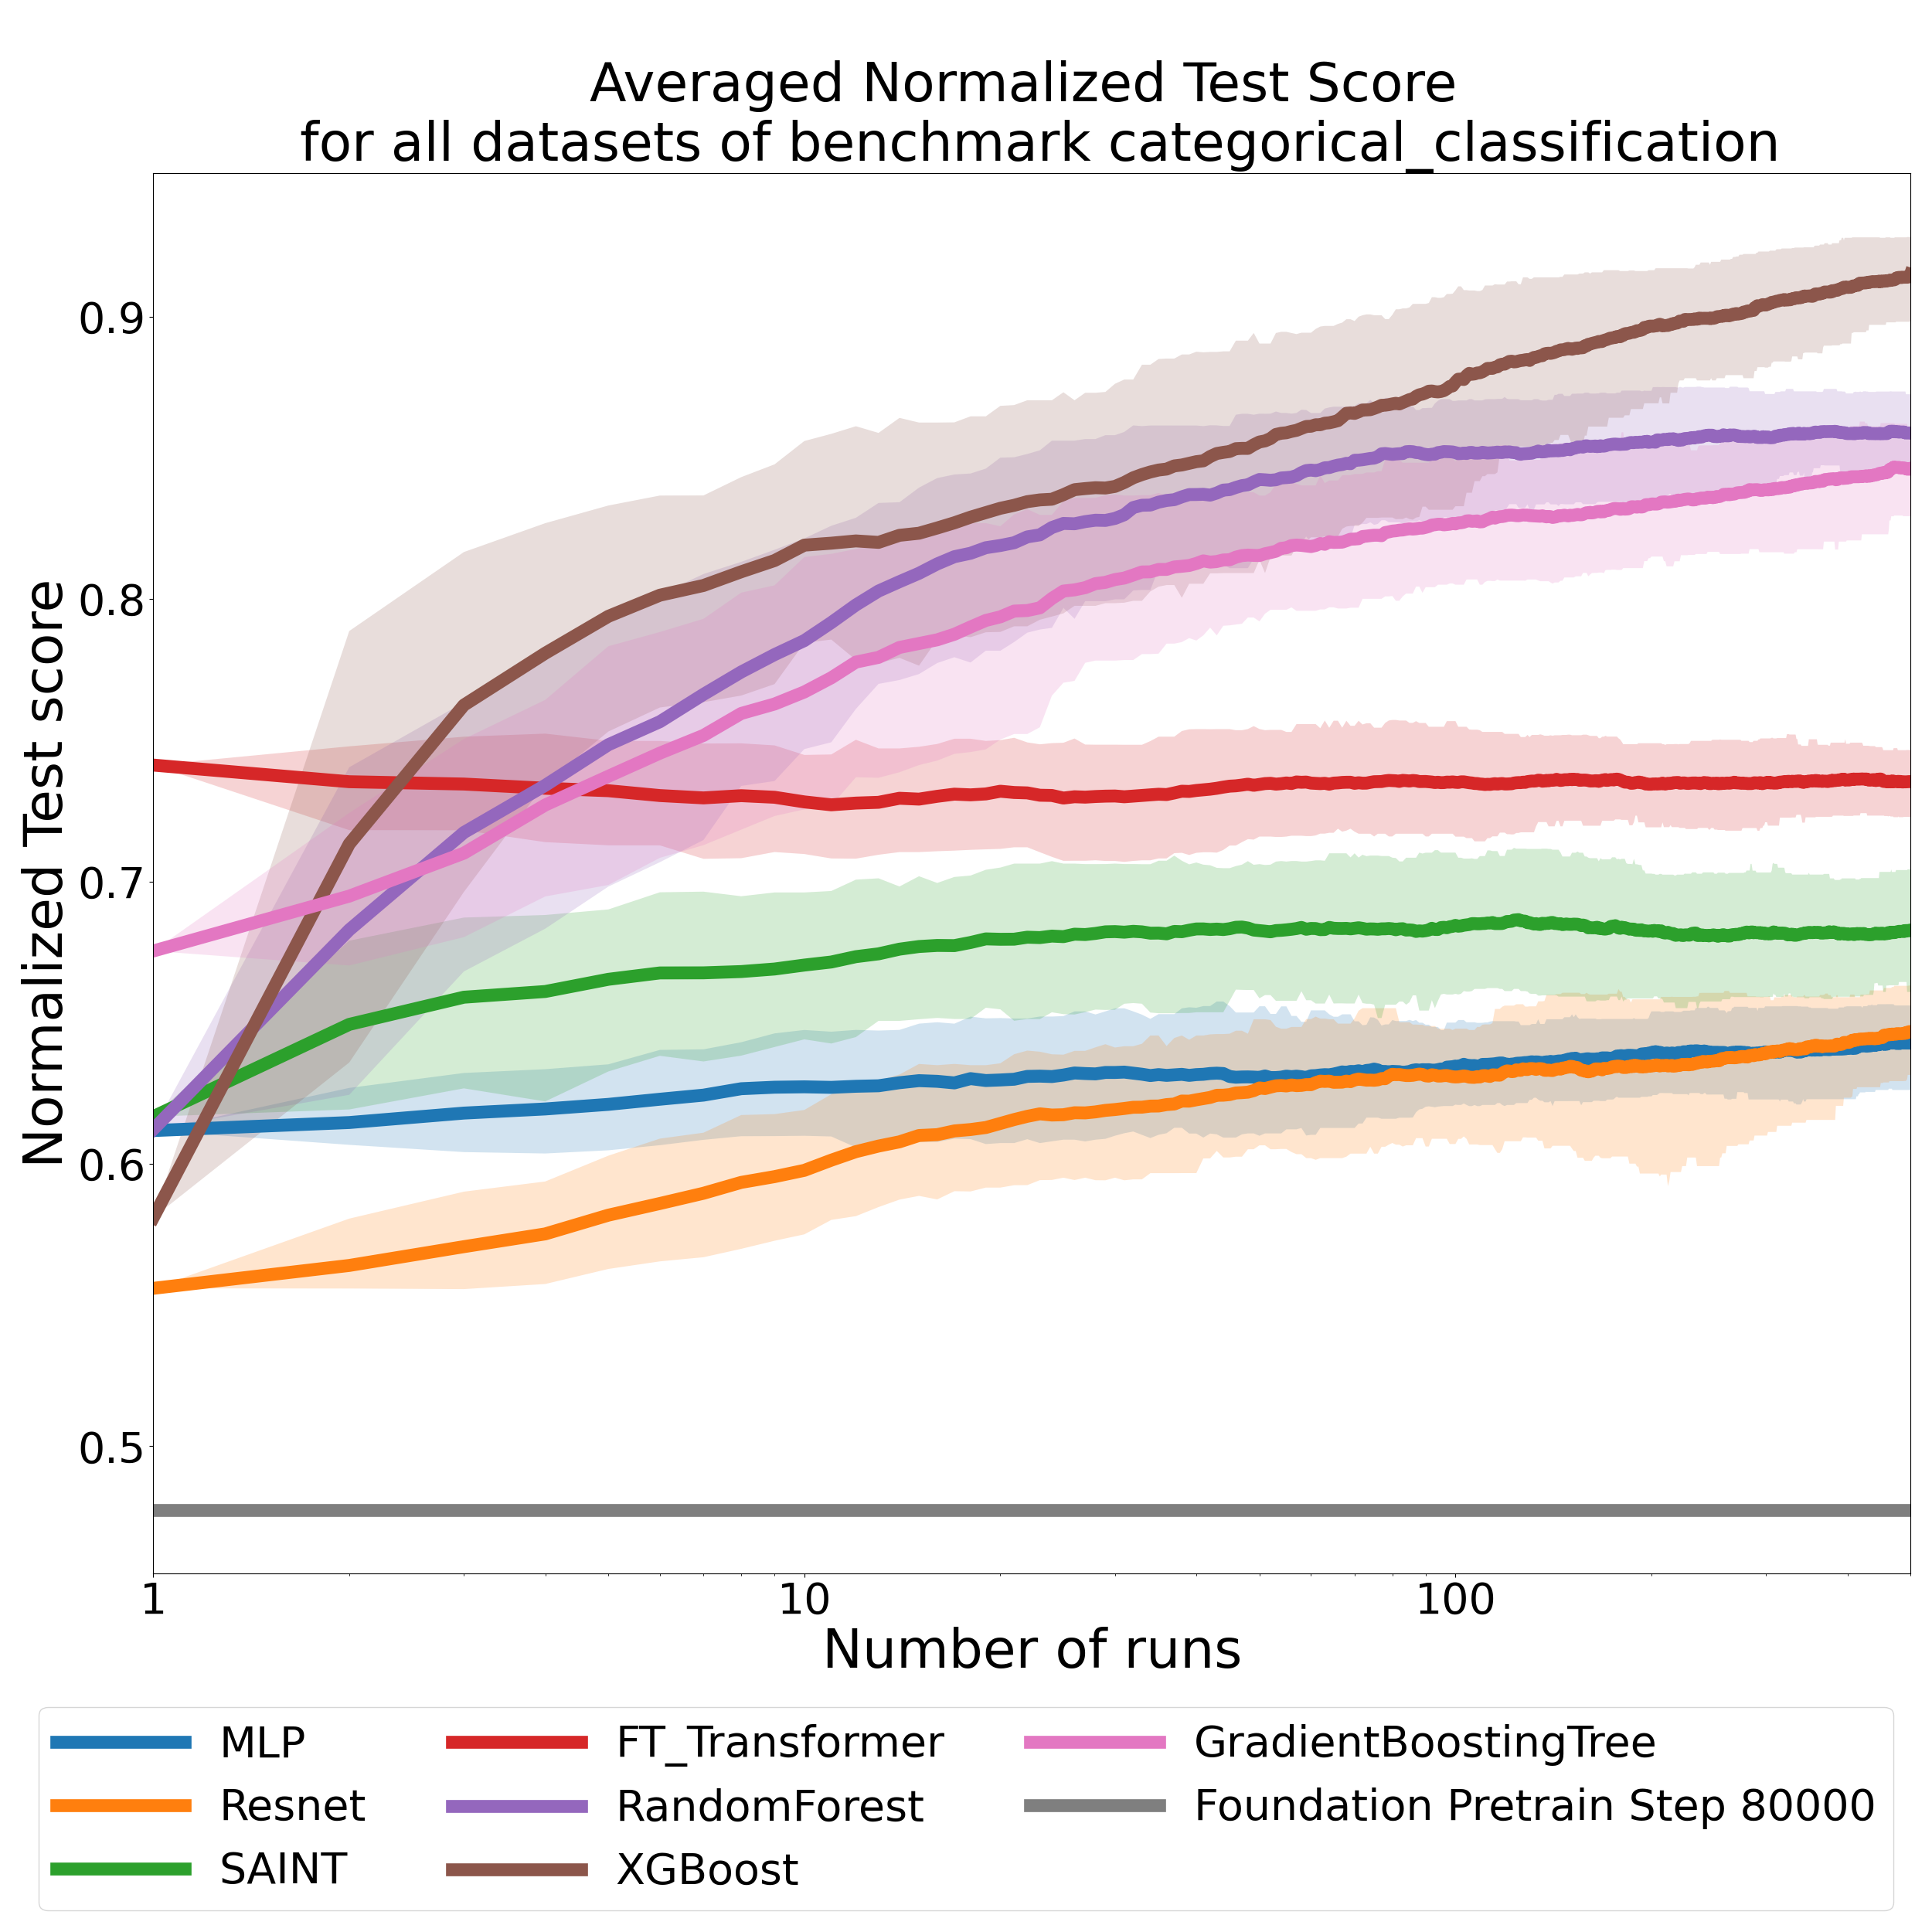 Averaged Normalized Test Score
for all datasets of benchmark categorical_classification
Normalized Test score
0.9
0.8
0.7
0.6
0.5
1
10
100
Number of runs
MLP
Resnet
SAINT
FT_Transformer
RandomForest
XGBoost
GradientBoostingTree
Foundation Pretrain Step 80000